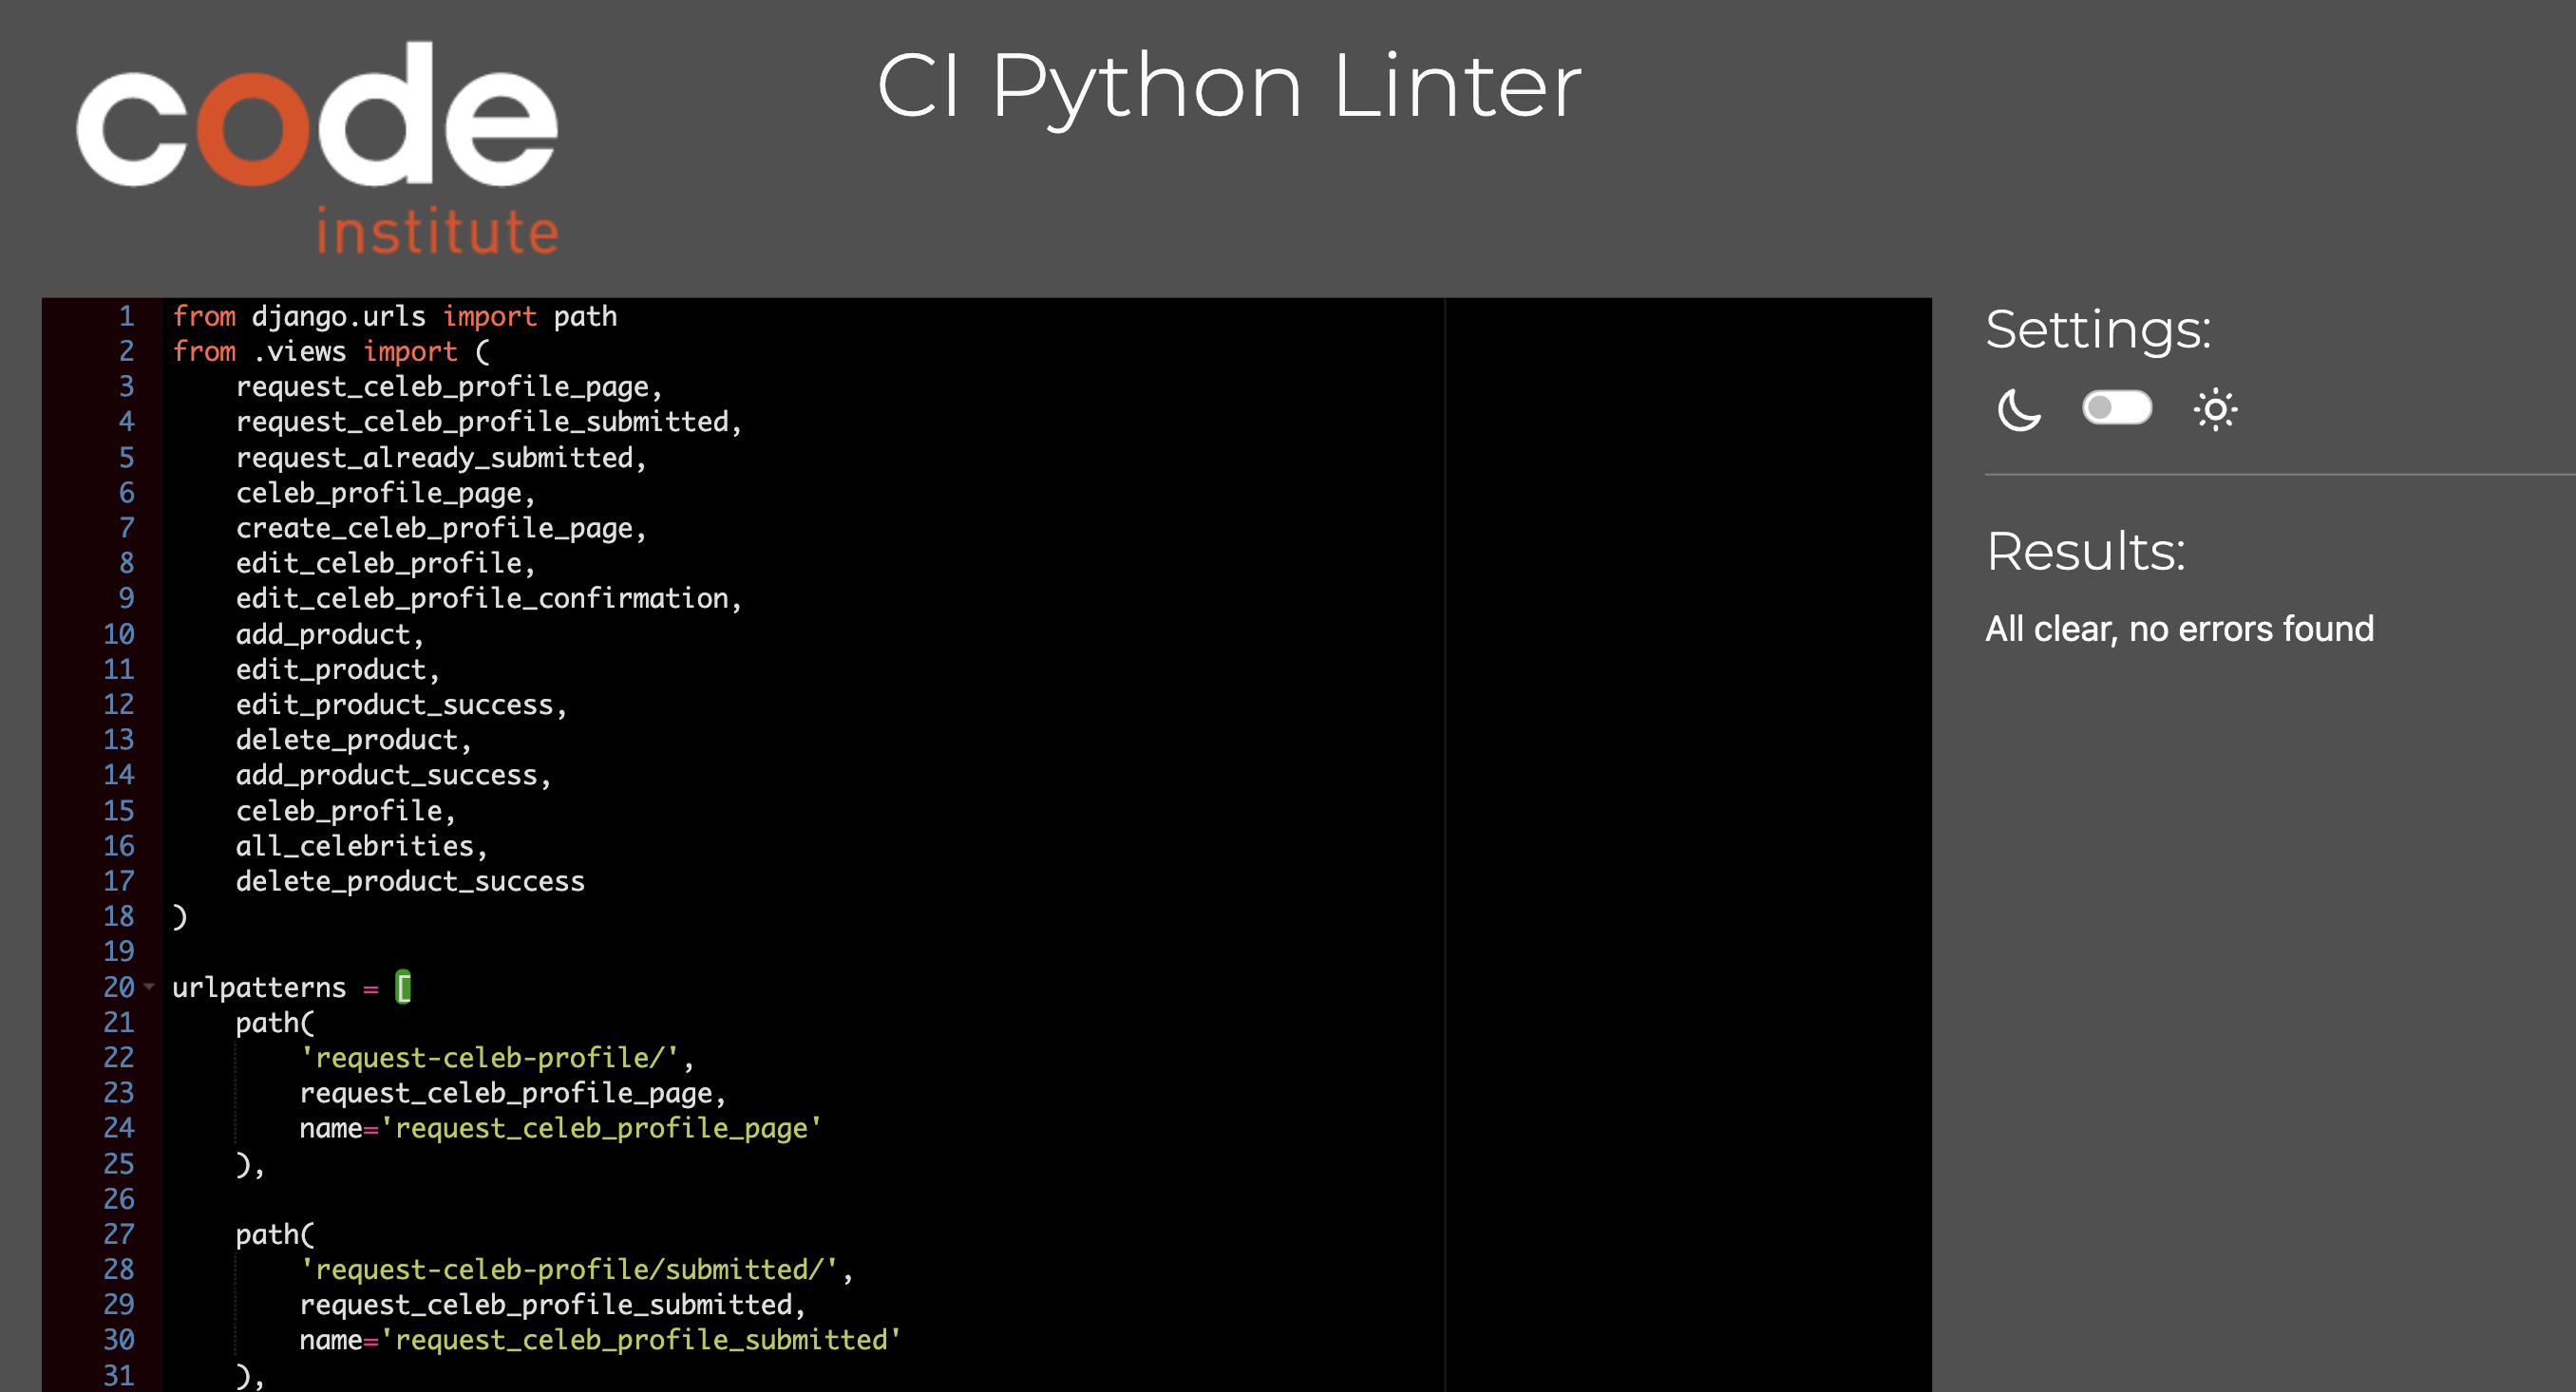 code
institute
CI Python Linter
1 from django.urls import path
2 from .views import (
3     request_celeb_profile_page,
4     request_celeb_profile_submitted,
5     request_already_submitted,
6     celeb_profile_page,
7     create_celeb_profile_page,
8     edit_celeb_profile,
9     edit_celeb_profile_confirmation,
10     add_product,
11     edit_product,
12     edit_product_success,
13     delete_product,
14     add_product_success,
15     celeb_profile,
16     all_celebrities,
17     delete_product_success
18 )
19
20 urlpatterns = [
21     path(
22         'request-celeb-profile/',
23         request_celeb_profile_page,
24         name='request_celeb_profile_page'
25     ),
26
27     path(
28         'request-celeb-profile/submitted/',
29         request_celeb_profile_submitted,
30         name='request_celeb_profile_submitted'
31     ),
Settings:
Results:
All clear, no errors found